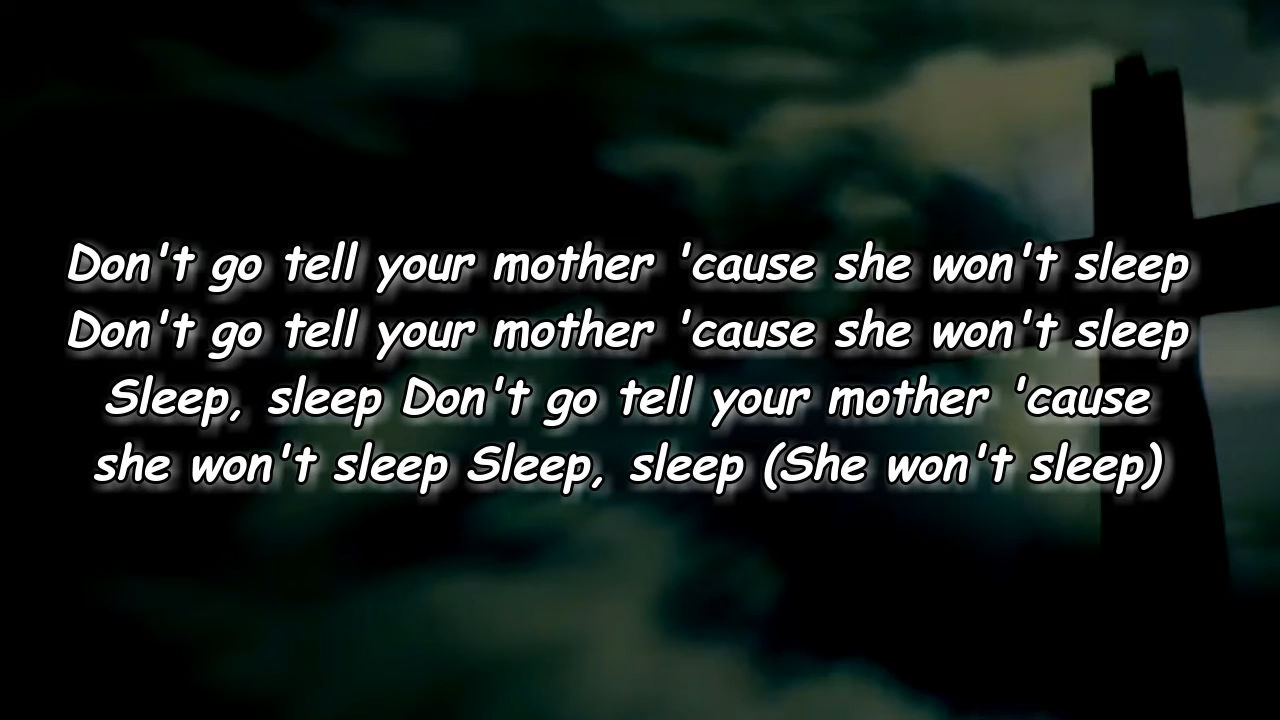 Don't go tell your mother 'cause she won't sleep
Don't go tell your mother 'cause she won't sleep
Sleep, sleep Don't go tell your mother 'cause
she won't sleep Sleep, sleep (She won't sleep)